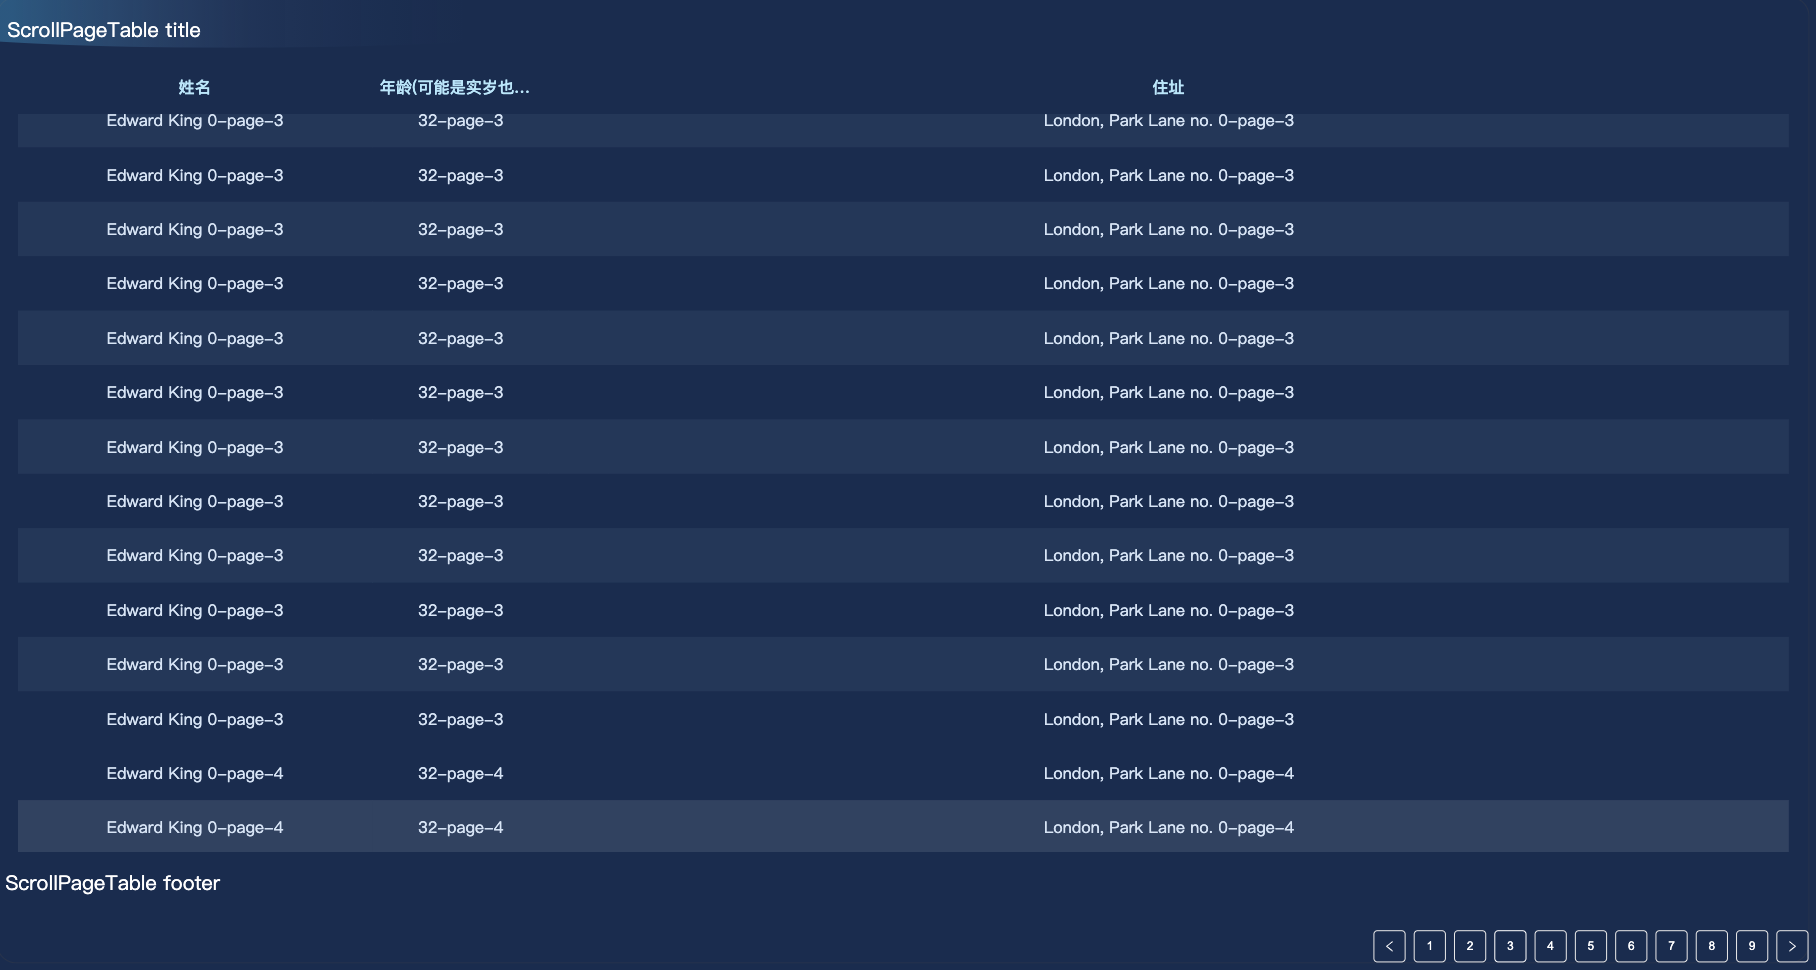 ScrollPageTable title
姓名 年龄(可能是实岁也... 住址
Edward King 0-page-3 32-page-3 London, Park Lane no. 0-page-3
Edward King 0-page-3 32-page-3 London, Park Lane no. 0-page-3
Edward King 0-page-3 32-page-3 London, Park Lane no. 0-page-3
Edward King 0-page-3 32-page-3 London, Park Lane no. 0-page-3
Edward King 0-page-3 32-page-3 London, Park Lane no. 0-page-3
Edward King 0-page-3 32-page-3 London, Park Lane no. 0-page-3
Edward King 0-page-3 32-page-3 London, Park Lane no. 0-page-3
Edward King 0-page-3 32-page-3 London, Park Lane no. 0-page-3
Edward King 0-page-3 32-page-3 London, Park Lane no. 0-page-3
Edward King 0-page-3 32-page-3 London, Park Lane no. 0-page-3
Edward King 0-page-3 32-page-3 London, Park Lane no. 0-page-3
Edward King 0-page-3 32-page-3 London, Park Lane no. 0-page-3
Edward King 0-page-4 32-page-4 London, Park Lane no. 0-page-4
Edward King 0-page-4 32-page-4 London, Park Lane no. 0-page-4
ScrollPageTable footer
< 1 2 3 4 5 6 7 8 9 >